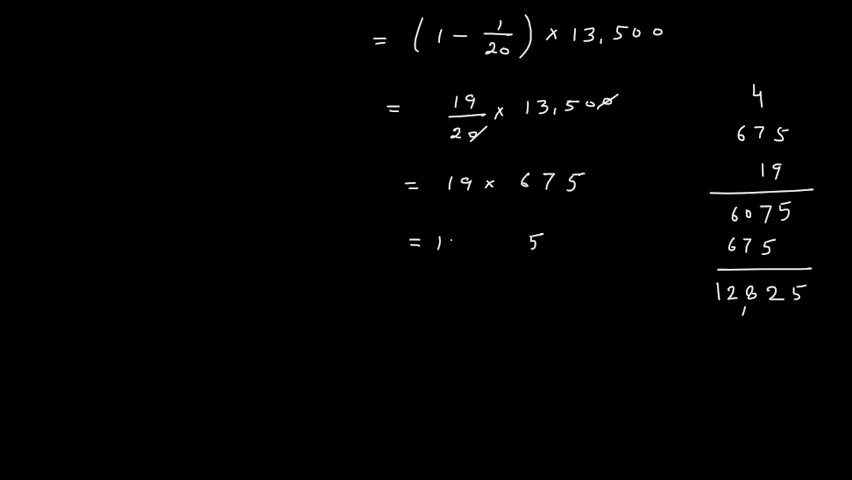 = ( 1 - 1/20 ) × 13,500
= 19/20 × 13,500
= 19 × 675
= 1 5
4
675
19
6075
675
12825
1